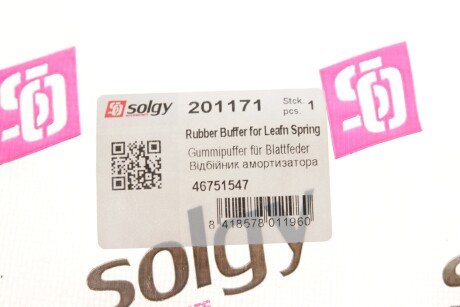 solgy 201171 Stck. pcs. 1
Rubber Buffer for Leafn Spring
Gummipuffer für Blattfeder
Відбійник амортизатора
46751547
8 418578 011960
solgy